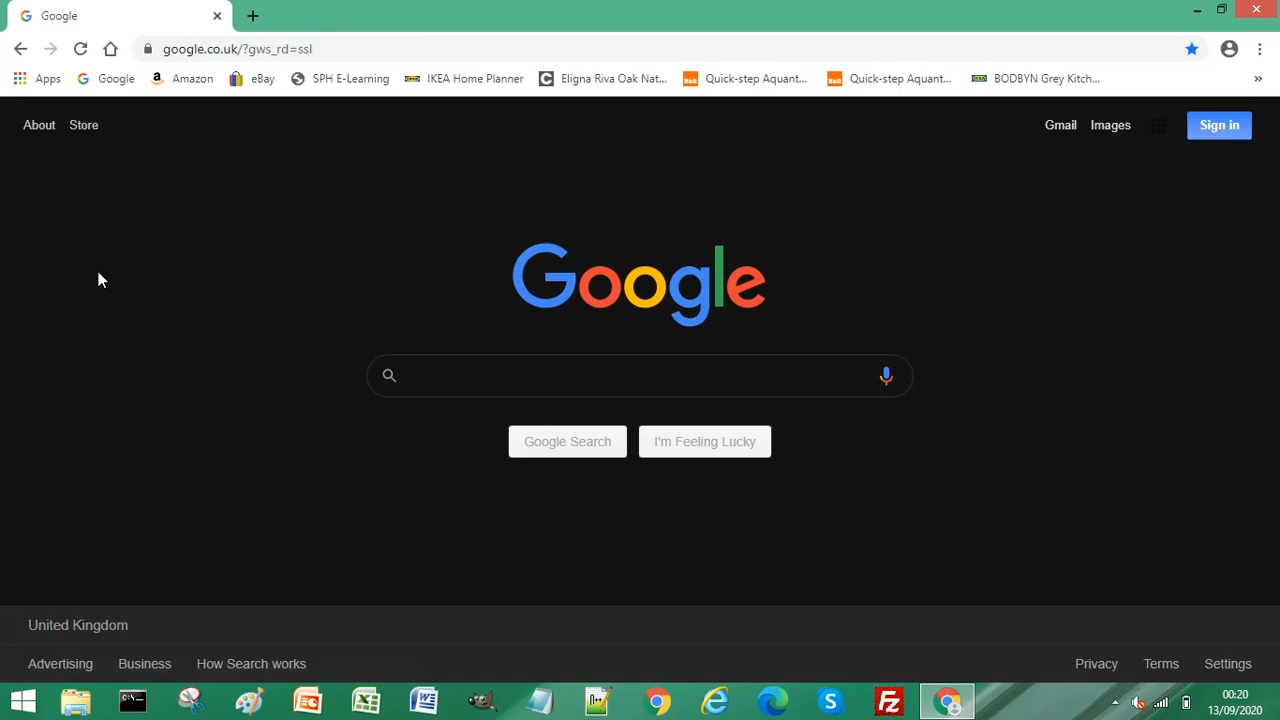 Google
google.co.uk/?gws_rd=ssl
Apps Google Amazon eBay SPH E-Learning IKEA Home Planner Eligna Riva Oak Nat... Quick-step Aquant... Quick-step Aquant... BODBYN Grey Kitch... »
About Store Gmail Images Sign in
Google
Google Search I'm Feeling Lucky
United Kingdom
Advertising Business How Search works Privacy Terms Settings
00:20
13/09/2020